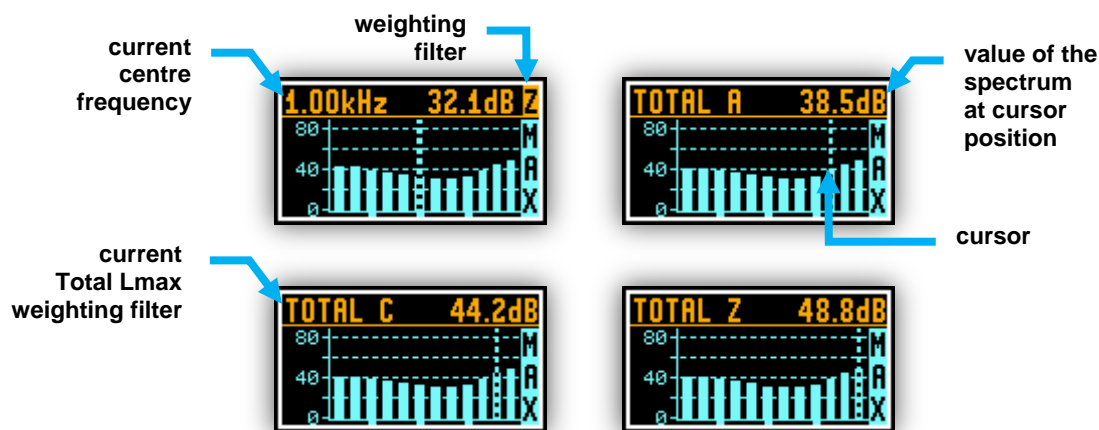 weighting
filter
current
centre
frequency
value of the
spectrum
at cursor
position
1.00kHz 32.1dB Z
80
40
0
M
A
X
TOTAL A 38.5dB
80
40
0
M
A
X
cursor
current
Total Lmax
weighting filter
TOTAL C 44.2dB
80
40
0
M
A
X
TOTAL Z 48.8dB
80
40
0
M
A
X